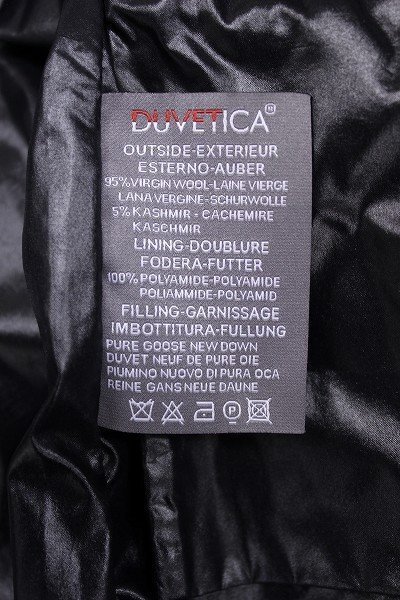 DUVETICA
OUTSIDE-EXTERIEUR
ESTERNO-AUBER
95% VIRGIN WOOL-LAINE VIERGE
LANA VERGINE-SCHURWOLLE
5% KASHMIR - CACHEMIRE
KASCHMIR
LINING-DOUBLURE
FODERA-FUTTER
100% POLYAMIDE-POLYAMIDE
POLIAMMIDE-POLYAMID
FILLING-GARNISSAGE
IMBOTTITURA-FULLUNG
PURE GOOSE NEW DOWN
DUVET NEUF DE PURE OIE
PIUMINO NUOVO DI PURA OCA
REINE GANS NEUE DAUNE
P